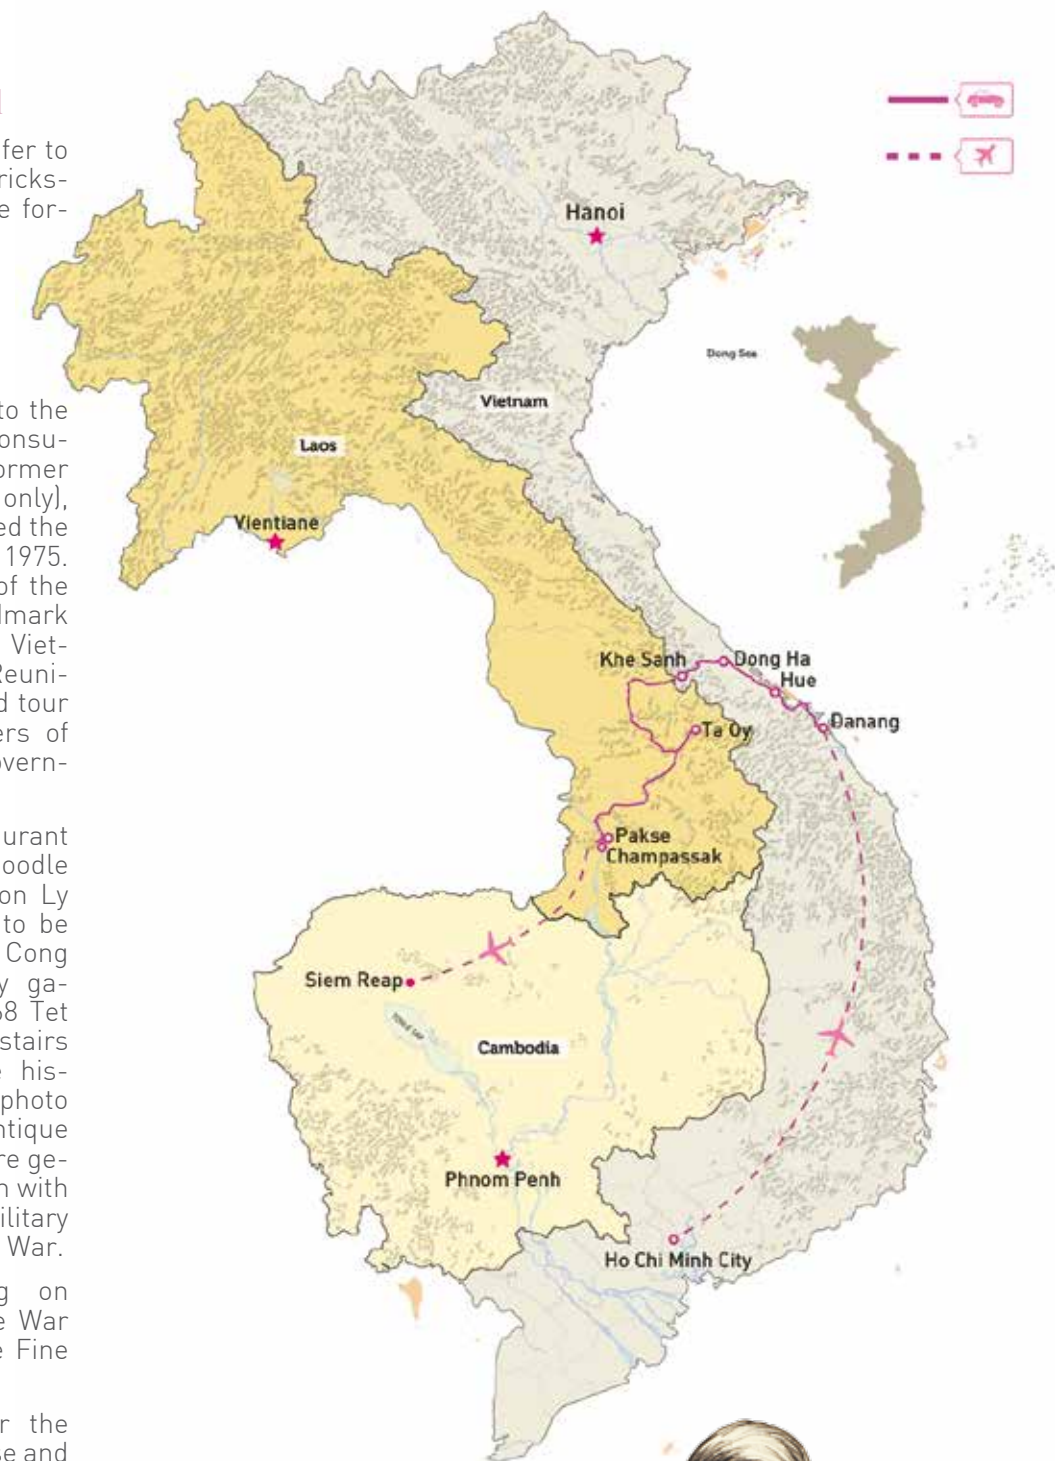 fer to
ricks-
e for-
to the
onsu-
ormer
only),
ed the
1975.
of the
dmark
Viet-
Reuni-
d tour
ers of
overn-
urant
oodle
on Ly
to be
Cong
y ga-
68 Tet
stairs
e his-
photo
ntique
re ge-
n with
ilitary
War.
g on
e War
e Fine
r the
se and
Hanoi
Dong Sea
Vietnam
Laos
Vientiane
Khe Sanh
Dong Ha
Hue
Danang
Ta Oy
Pakse
Champassak
Siem Reap
Cambodia
Phnom Penh
Ho Chi Minh City